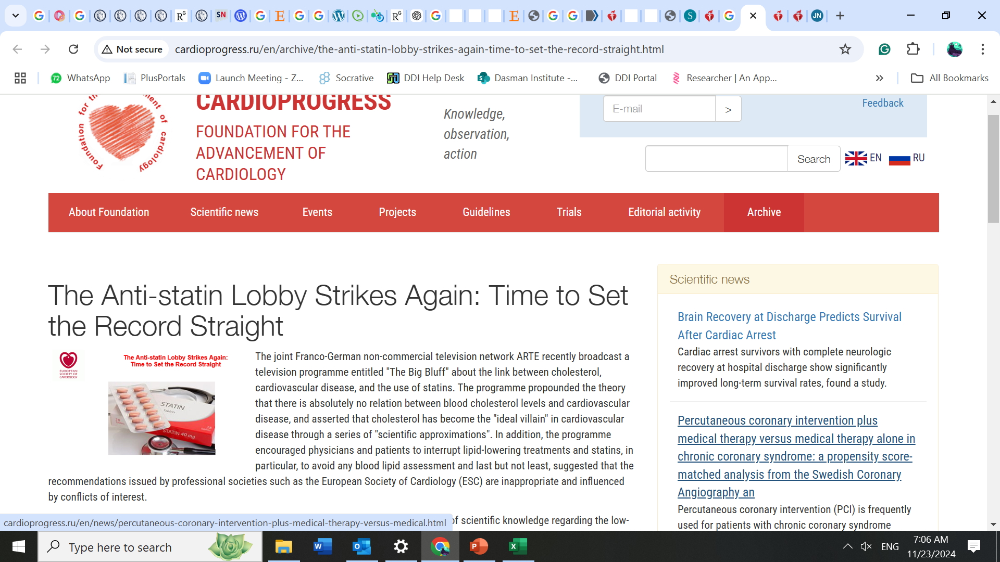 R G
SN
R G
S
JN
Not secure
cardioprogress.ru/en/archive/the-anti-statin-lobby-strikes-again-time-to-set-the-record-straight.html
72 WhatsApp
PlusPortals
Launch Meeting - Z...
Socrative
DDI Help Desk
Dasman Institute -...
DDI Portal
Researcher | An App...
»
All Bookmarks
Foundation for the advancement of cardiology
CARDIOPROGRESS
FOUNDATION FOR THE
ADVANCEMENT OF
CARDIOLOGY
Knowledge,
observation,
action
E-mail
>
Feedback
Search
EN
RU
About Foundation
Scientific news
Events
Projects
Guidelines
Trials
Editorial activity
Archive
The Anti-statin Lobby Strikes Again: Time to Set
the Record Straight
EUROPEAN
SOCIETY OF
CARDIOLOGY
The Anti-statin Lobby Strikes Again:
Time to Set the Record Straight
STATIN
Tablets
28
STATIN 40 mg
The joint Franco-German non-commercial television network ARTE recently broadcast a
television programme entitled "The Big Bluff" about the link between cholesterol,
cardiovascular disease, and the use of statins. The programme propounded the theory
that there is absolutely no relation between blood cholesterol levels and cardiovascular
disease, and asserted that cholesterol has become the "ideal villain" in cardiovascular
disease through a series of "scientific approximations". In addition, the programme
encouraged physicians and patients to interrupt lipid-lowering treatments and statins, in
particular, to avoid any blood lipid assessment and last but not least, suggested that the
recommendations issued by professional societies such as the European Society of Cardiology (ESC) are inappropriate and influenced
by conflicts of interest.
of scientific knowledge regarding the low-
Scientific news
Brain Recovery at Discharge Predicts Survival
After Cardiac Arrest
Cardiac arrest survivors with complete neurologic
recovery at hospital discharge show significantly
improved long-term survival rates, found a study.
Percutaneous coronary intervention plus
medical therapy versus medical therapy alone in
chronic coronary syndrome: a propensity score-
matched analysis from the Swedish Coronary
Angiography an
Percutaneous coronary intervention (PCI) is frequently
used for patients with chronic coronary syndrome
cardioprogress.ru/en/news/percutaneous-coronary-intervention-plus-medical-therapy-versus-medical.html
Type here to search
ENG
7:06 AM
11/23/2024